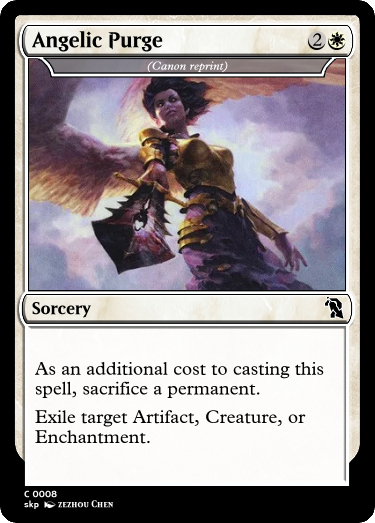 Angelic Purge 2
(Canon reprint)
Sorcery
As an additional cost to casting this
spell, sacrifice a permanent.
Exile target Artifact, Creature, or
Enchantment.
C 0008
skp ZEZHOU CHEN